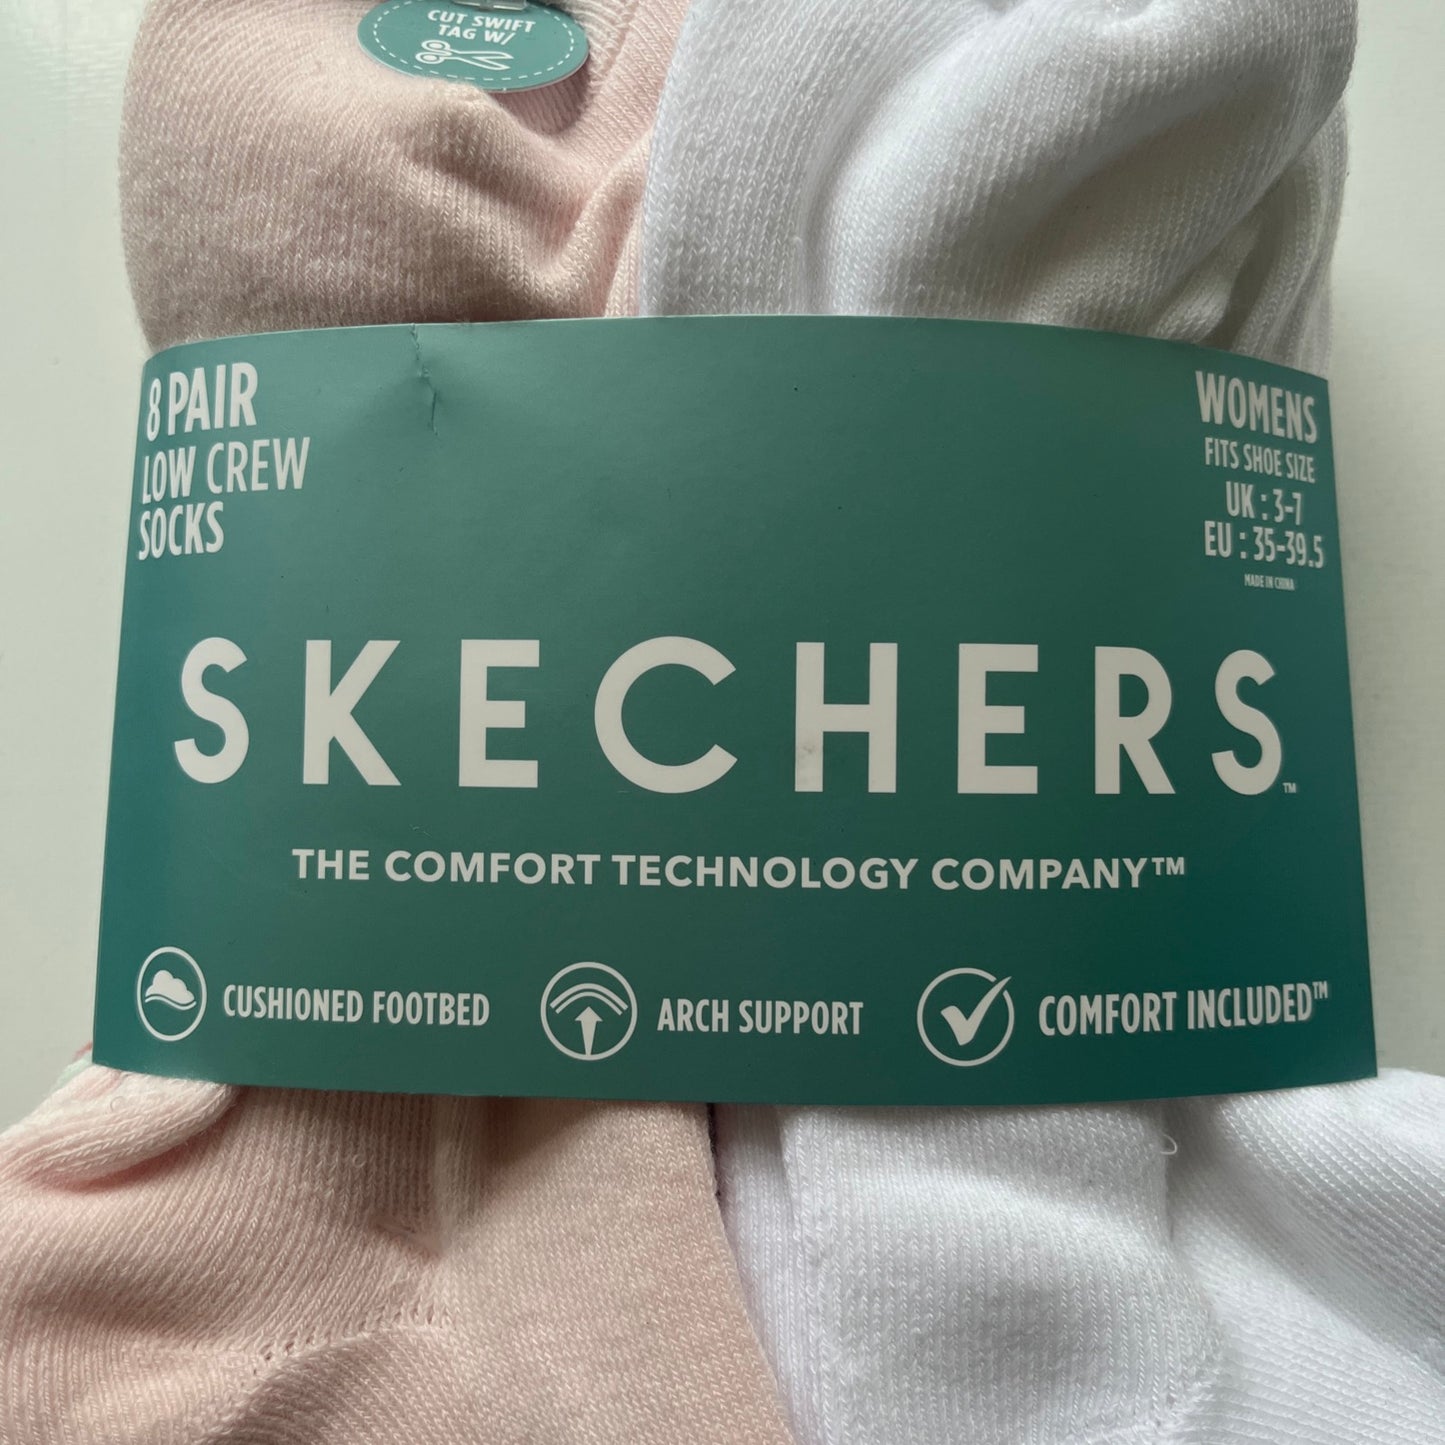 CUT SWIFT
TAG W/
8 PAIR
LOW CREW
SOCKS
WOMENS
FITS SHOE SIZE
UK : 3-7
EU : 35-39.5
MADE IN CHINA
SKECHERS™
THE COMFORT TECHNOLOGY COMPANY™
CUSHIONED FOOTBED
ARCH SUPPORT
COMFORT INCLUDED™